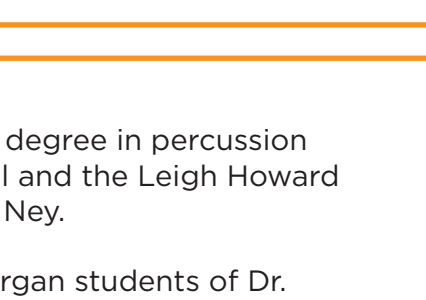 degree in percussion
l and the Leigh Howard
Ney.
rgan students of Dr.